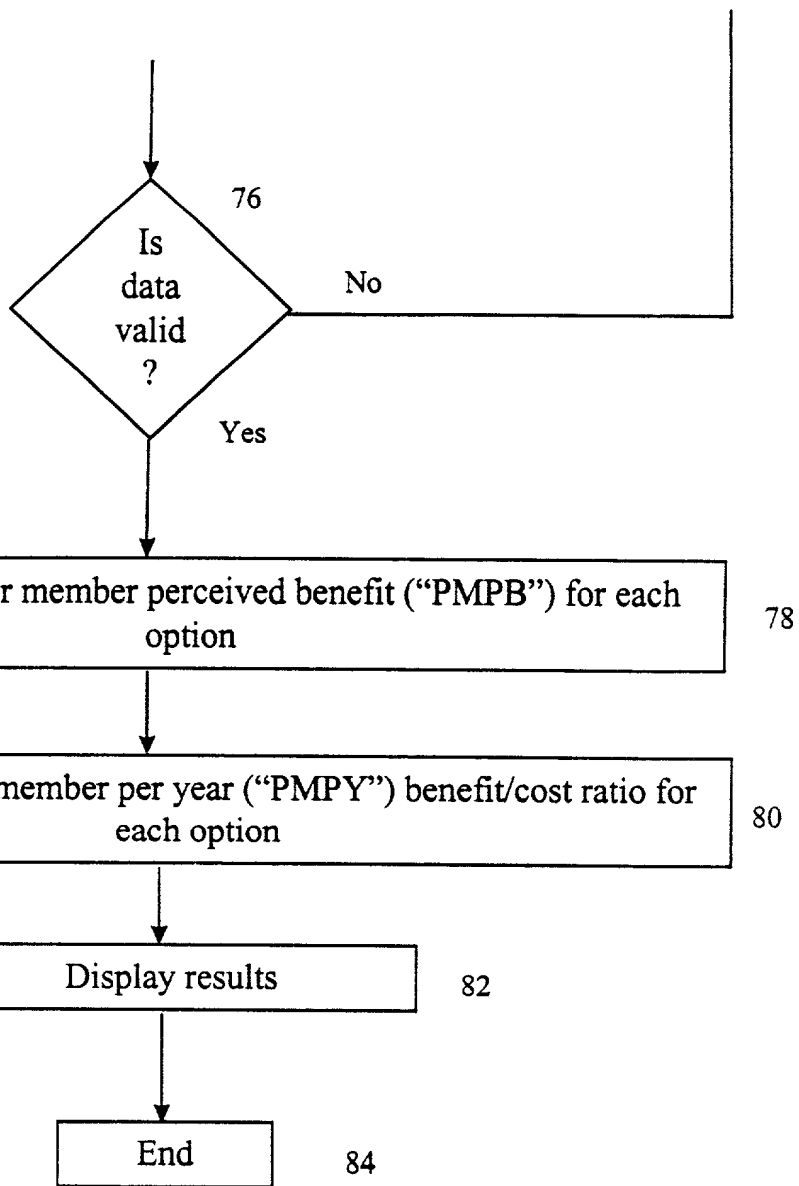 76
Is
data
valid
?
No
Yes
r member perceived benefit (“PMPB”) for each
option
78
member per year (“PMPY”) benefit/cost ratio for
each option
80
Display results
82
End
84